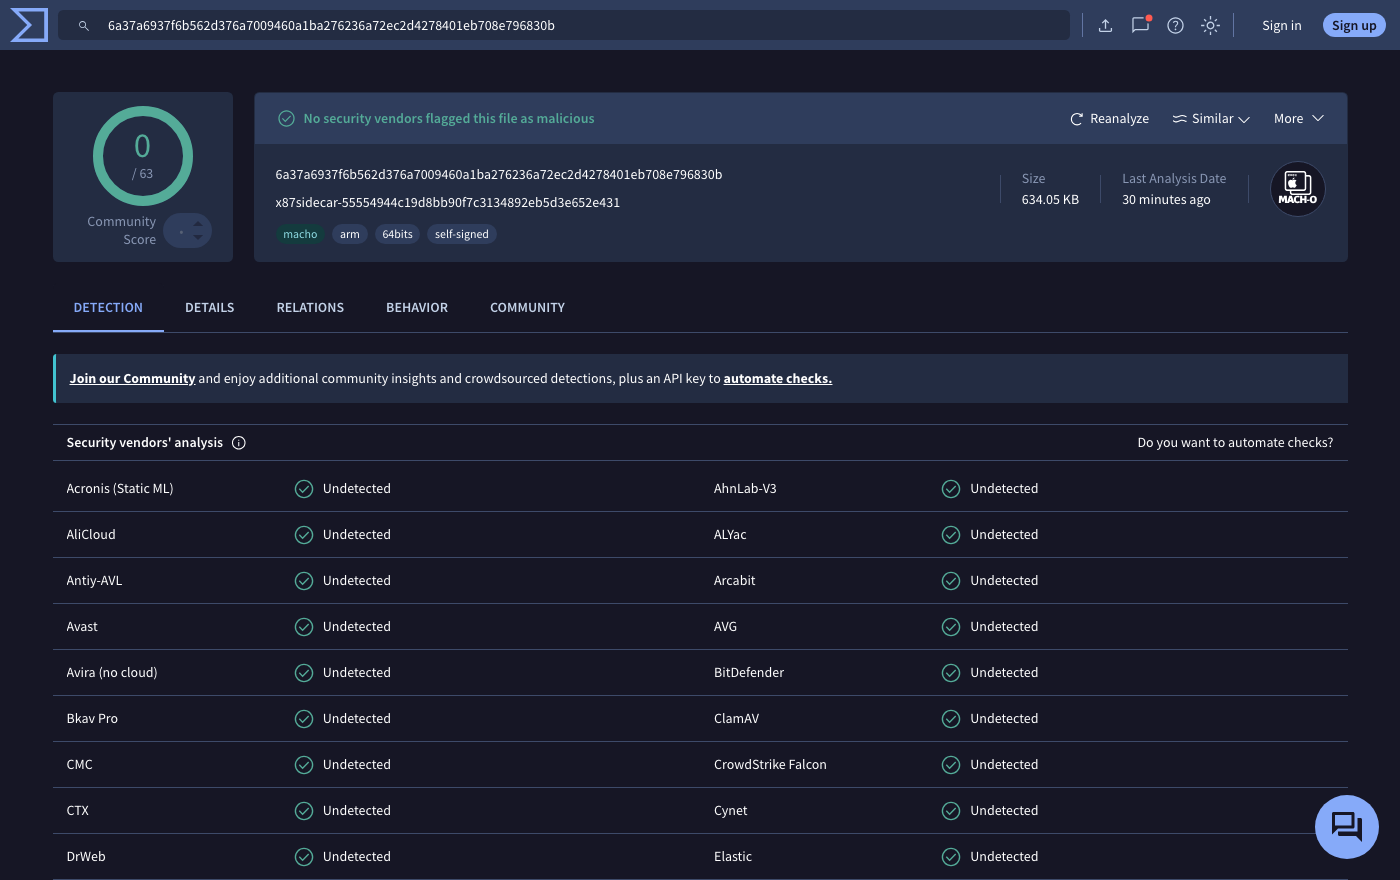 6a37a6937f6b562d376a7009460a1ba276236a72ec2d4278401eb708e796830b
Sign in
Sign up
0
/ 63
Community
Score
No security vendors flagged this file as malicious
Reanalyze
Similar
More
6a37a6937f6b562d376a7009460a1ba276236a72ec2d4278401eb708e796830b
x87sidecar-55554944c19d8bb90f7c3134892eb5d3e652e431
macho
arm
64bits
self-signed
Size
634.05 KB
Last Analysis Date
30 minutes ago
MACH-O
DETECTION
DETAILS
RELATIONS
BEHAVIOR
COMMUNITY
Join our Community and enjoy additional community insights and crowdsourced detections, plus an API key to automate checks.
Security vendors' analysis
Do you want to automate checks?
Acronis (Static ML) Undetected AhnLab-V3 Undetected
AliCloud Undetected ALYac Undetected
Antiy-AVL Undetected Arcabit Undetected
Avast Undetected AVG Undetected
Avira (no cloud) Undetected BitDefender Undetected
Bkav Pro Undetected ClamAV Undetected
CMC Undetected CrowdStrike Falcon Undetected
CTX Undetected Cynet Undetected
DrWeb Undetected Elastic Undetected